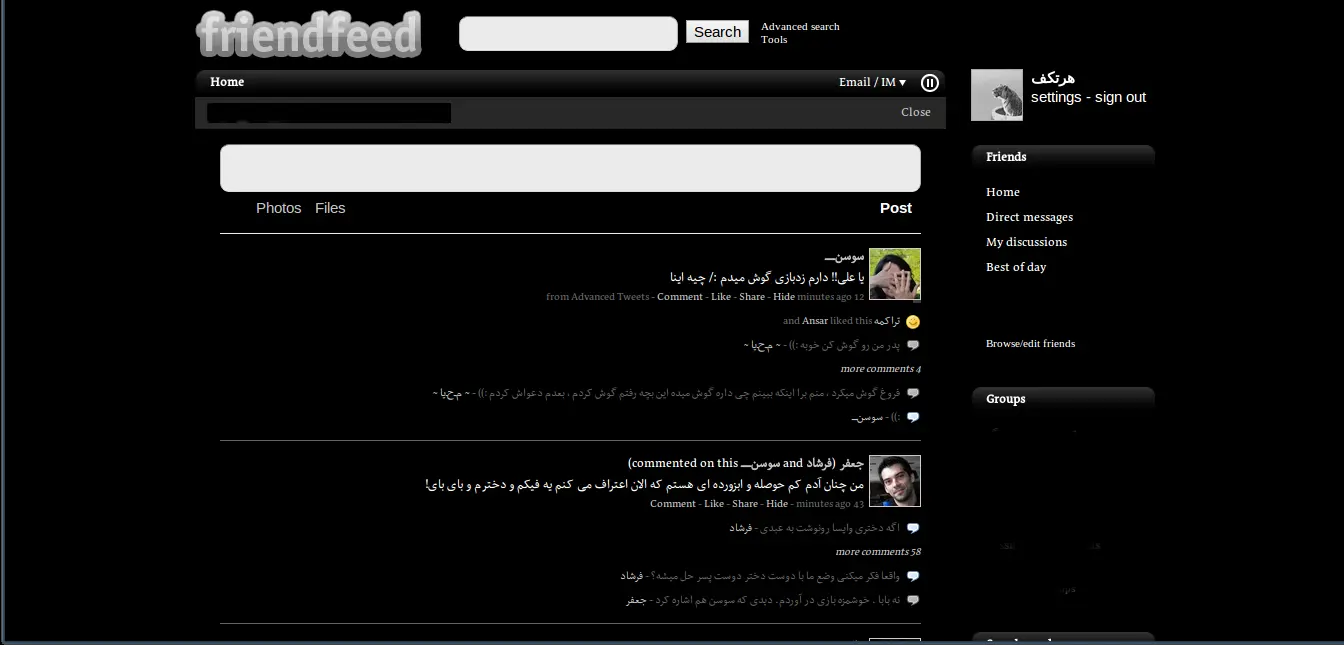 friendfeed
Search
Advanced search
Tools
Home
Email / IM ▾
هرتکف
settings - sign out
Close
Photos Files
Post
سوسن
یا علی!! دارم زدبازی گوش میدم :/ چیه اینا
from Advanced Tweets - Comment - Like - Share - Hide minutes ago 12
تراکمه and Ansar liked this
پدر من رو گوش کن خوبه :)) - ~ محیا ~
more comments 4
فروغ گوش میکرد ، منم برا اینکه ببینم چی داره گوش میده این بچه رفتم گوش کردم ، بعدم دعواش کردم :)) - ~ محیا ~
:)) - سوسن
جعفر (فرشاد and سوسن commented on this)
من چنان آدم کم حوصله و ابزورده ای هستم که الان اعتراف می کنم یه فیکم و دخترم و بای بای!
Comment - Like - Share - Hide - minutes ago 43
اگه دختری وایسا رونوشت به عبدی - فرشاد
more comments 58
واقعا فکر میکنی وضع ما با دوست دختر دوست پسر حل میشه؟ - فرشاد
نه بابا . خوشمزه بازی در آوردم. دیدی که سوسن هم اشاره کرد - جعفر
Friends
Home
Direct messages
My discussions
Best of day
Browse/edit friends
Groups